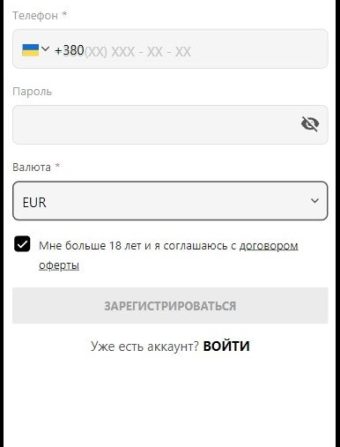 Телефон *
+380(XX) XXX - XX - XX
Пароль
Валюта *
EUR
Мне больше 18 лет и я соглашаюсь с договором
оферты
ЗАРЕГИСТРИРОВАТЬСЯ
Уже есть аккаунт? ВОЙТИ